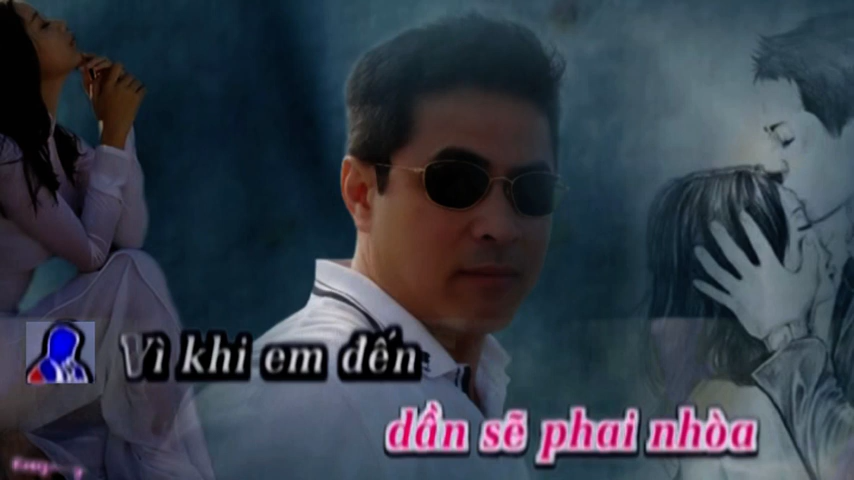 Vì khi em đến
dần sẽ phai nhòa